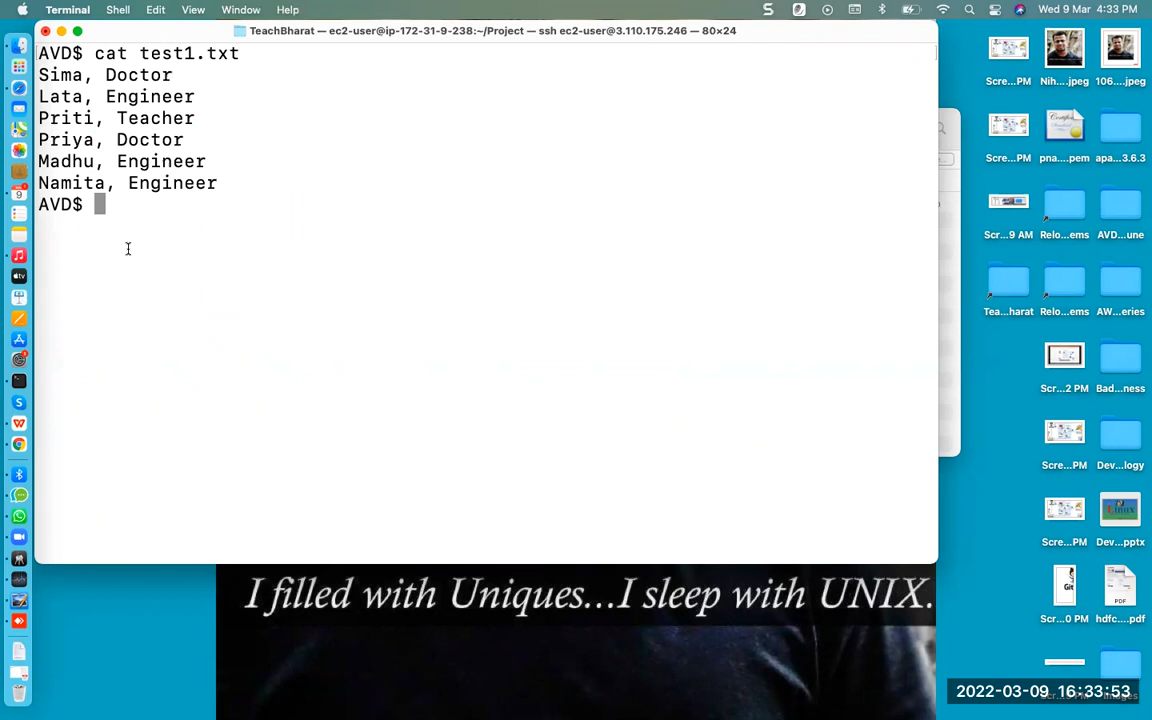 Terminal Shell Edit View Window Help Wed 9 Mar 4:33 PM
TeachBharat — ec2-user@ip-172-31-9-238:~/Project — ssh ec2-user@3.110.175.246 — 80×24
AVD$ cat test1.txt
Sima, Doctor
Lata, Engineer
Priti, Teacher
Priya, Doctor
Madhu, Engineer
Namita, Engineer
AVD$
Scre...PM Nih....jpeg 106....jpeg
Scre...PM pna....pem apa...3.6.3
Scr...9 AM Relo...ems AVD...une
Tea...harat Relo...ems AW...eries
Scr...2 PM Bad...ness
Scre...PM Dev...logy
Scre...PM Dev...pptx
Git
PDF
Scr...0 PM hdfc....pdf
I filled with Uniques...I sleep with UNIX.
2022-03-09 16:33:53